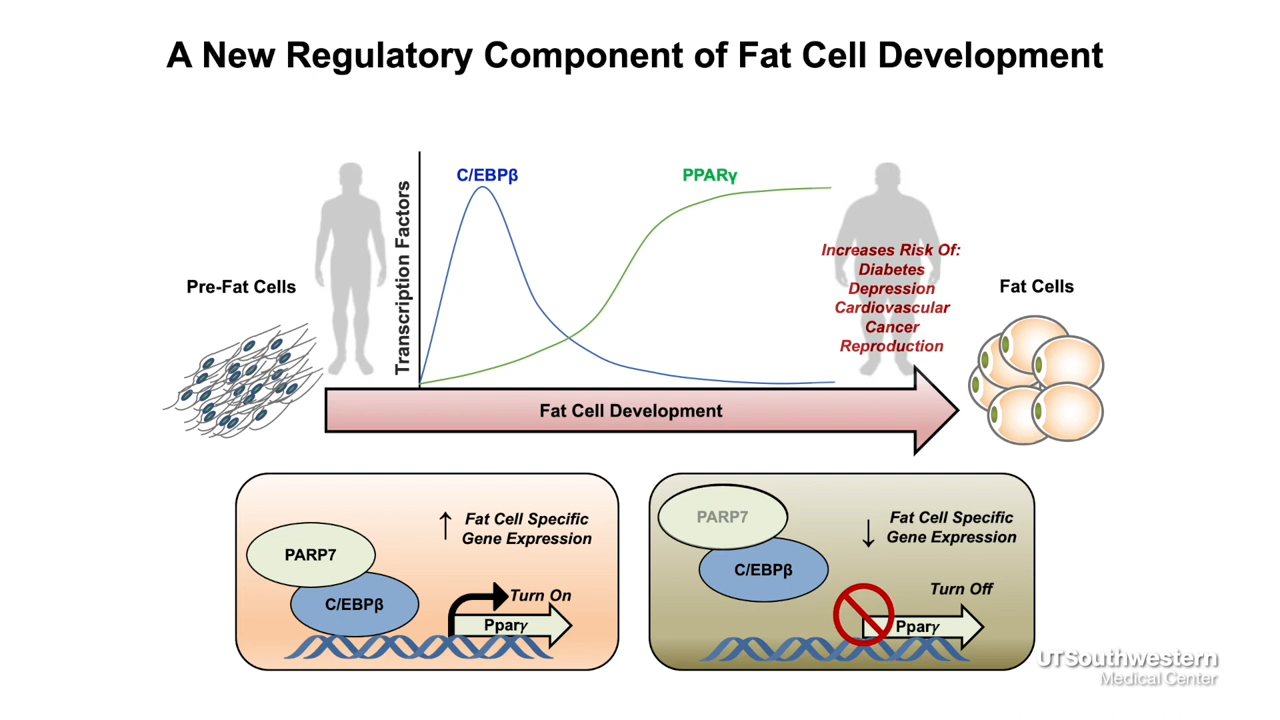 A New Regulatory Component of Fat Cell Development
C/EBPβ
PPARγ
Transcription Factors
Increases Risk Of:
Diabetes
Depression
Cardiovascular
Cancer
Reproduction
Pre-Fat Cells
Fat Cells
Fat Cell Development
PARP7
C/EBPβ
Fat Cell Specific
Gene Expression
Turn On
Pparγ
PARP7
C/EBPβ
Fat Cell Specific
Gene Expression
Turn Off
Pparγ
UTSouthwestern
Medical Center